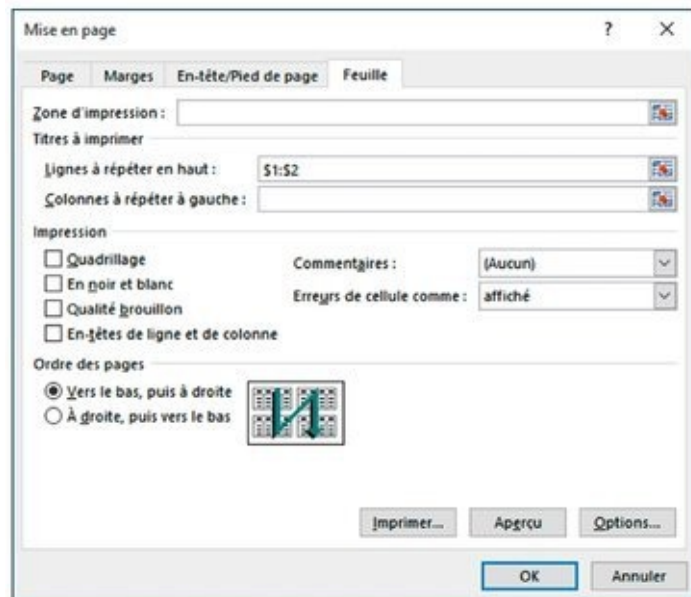 Mise en page ? ×
Page Marges En-tête/Pied de page Feuille
Zone d'impression :
Titres à imprimer
Lignes à répéter en haut : $1:$2
Colonnes à répéter à gauche :
Impression
Quadrillage
Commentaires : (Aucun)
En noir et blanc
Erreurs de cellule comme : affiché
Qualité brouillon
En-têtes de ligne et de colonne
Ordre des pages
Vers le bas, puis à droite
À droite, puis vers le bas
Imprimer... Aperçu Options...
OK Annuler